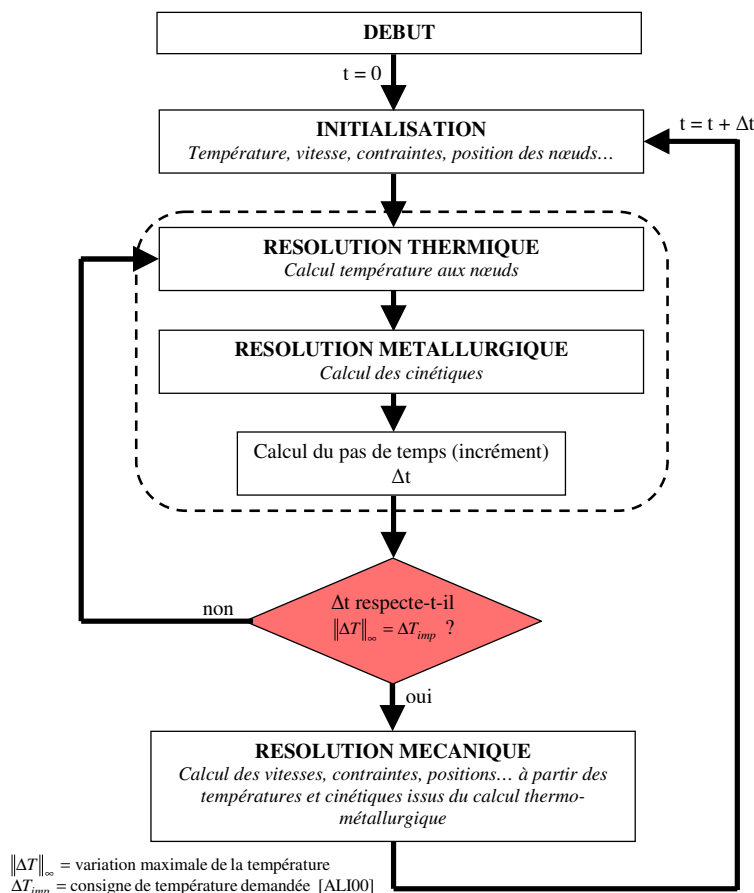 DEBUT
t = 0
INITIALISATION
Température, vitesse, contraintes, position des nœuds…
t = t + Δt
RESOLUTION THERMIQUE
Calcul température aux nœuds
RESOLUTION METALLURGIQUE
Calcul des cinétiques
Calcul du pas de temps (incrément)
Δt
non
Δt respecte-t-il
‖ΔT‖∞ = ΔTimp ?
oui
RESOLUTION MECANIQUE
Calcul des vitesses, contraintes, positions… à partir des
températures et cinétiques issus du calcul thermo-
métallurgique
‖ΔT‖∞ = variation maximale de la température
ΔTimp = consigne de température demandée [ALI00]